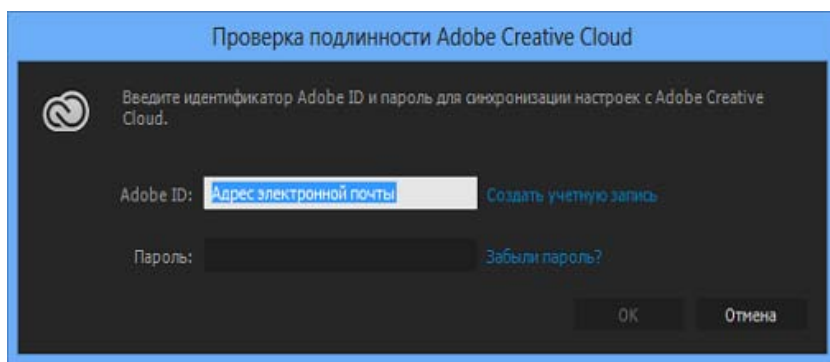 Проверка подлинности Adobe Creative Cloud
Введите идентификатор Adobe ID и пароль для синхронизации настроек с Adobe Creative
Cloud.
Adobe ID: Адрес электронной почты Создать учетную запись
Пароль: Забыли пароль?
OK Отмена